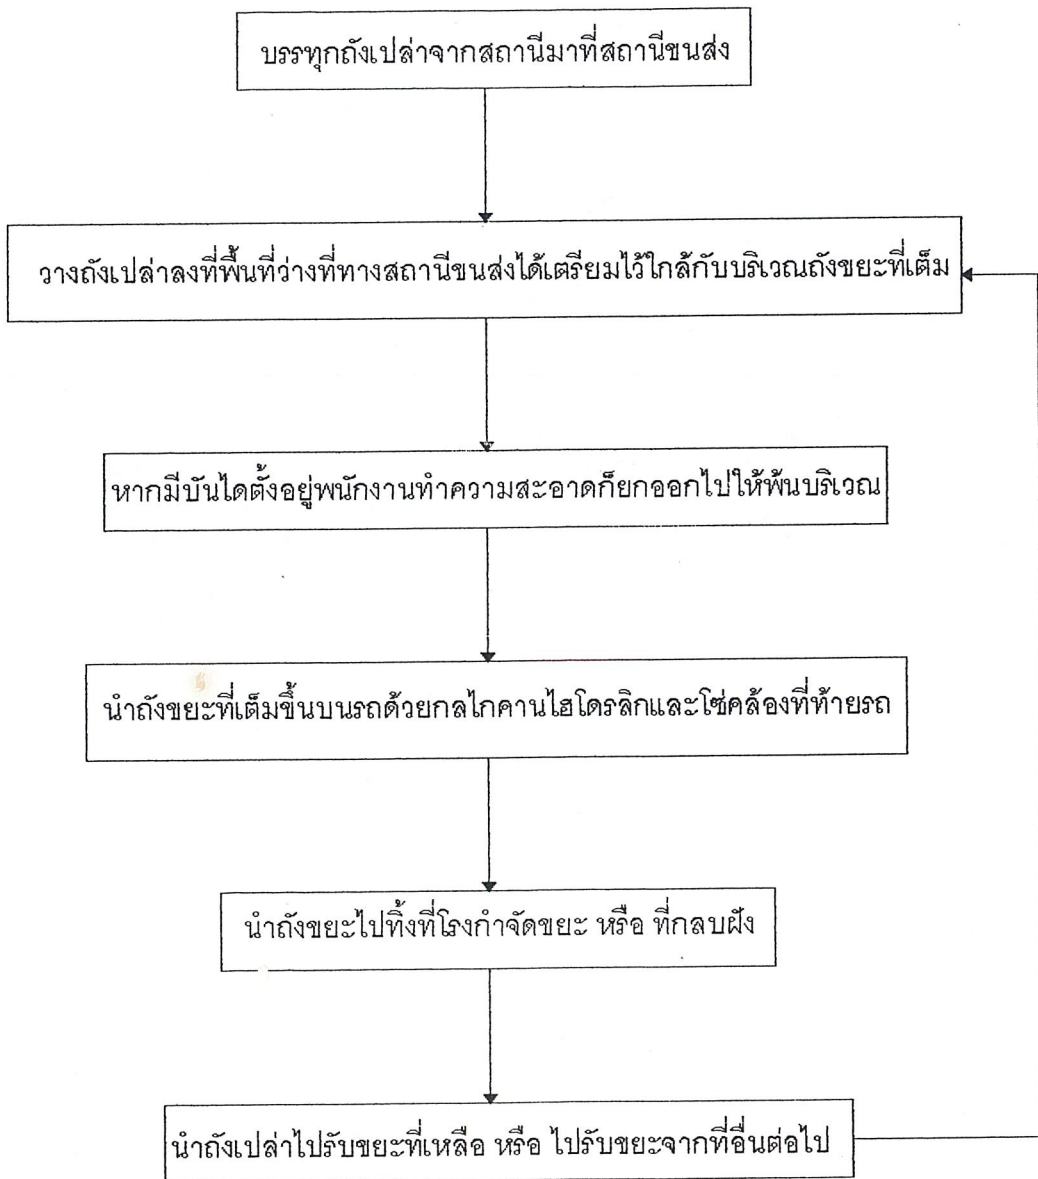 บรรทุกถังเปล่าจากสถานีมาที่สถานีขนส่ง
วางถังเปล่าลงที่พื้นที่ว่างที่ทางสถานีขนส่งได้เตรียมไว้ใกล้กับบริเวณถังขยะที่เต็ม
หากมีบันไดตั้งอยู่พนักงานทำความสะอาดก็ยกออกไปให้พ้นบริเวณ
นำถังขยะที่เต็มขึ้นบนรถด้วยกลไกคานไฮโดรลิกและโซ่คล้องที่ท้ายรถ
นำถังขยะไปทิ้งที่โรงกำจัดขยะ หรือ ที่กลบฝัง
นำถังเปล่าไปรับขยะที่เหลือ หรือ ไปรับขยะจากที่อื่นต่อไป